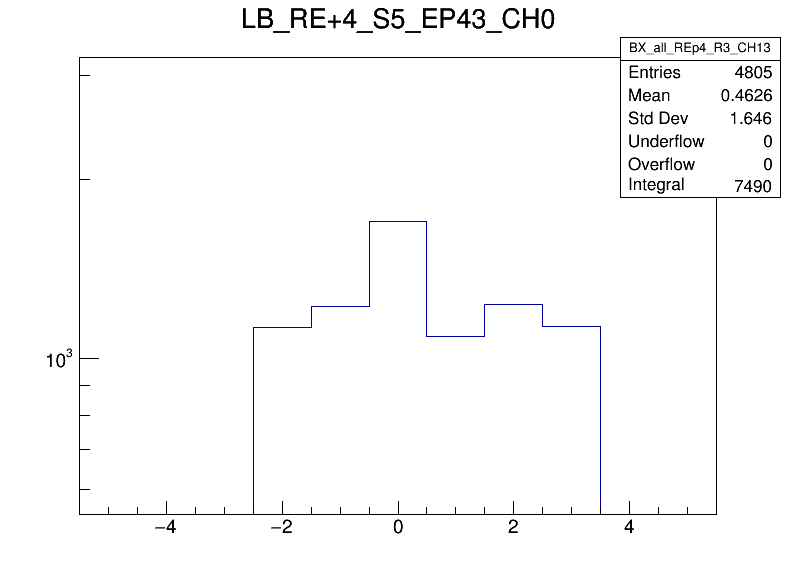 LB_RE+4_S5_EP43_CH0
BX_all_REp4_R3_CH13
Entries 4805
Mean 0.4626
Std Dev 1.646
Underflow 0
Overflow 0
Integral 7490
10³
−4 −2 0 2 4